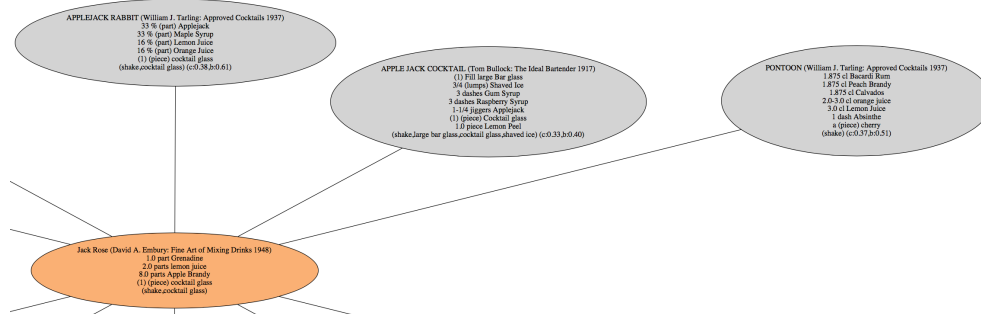 APPLEJACK RABBIT (William J. Tarling: Approved Cocktails 1937)
33 % (part) Applejack
33 % (part) Maple Syrup
16 % (part) Lemon Juice
16 % (part) Orange Juice
(1) (piece) cocktail glass
(shake,cocktail glass) (c:0.38,b:0.61)
APPLE JACK COCKTAIL (Tom Bullock: The Ideal Bartender 1917)
(1) Fill large Bar glass
3/4 (lumps) Shaved Ice
3 dashes Gum Syrup
3 dashes Raspberry Syrup
1-1/4 jiggers Applejack
(1) (piece) Cocktail glass
1.0 piece Lemon Peel
(shake,large bar glass,cocktail glass,shaved ice) (c:0.33,b:0.40)
PONTOON (William J. Tarling: Approved Cocktails 1937)
1.875 cl Bacardi Rum
1.875 cl Peach Brandy
1.875 cl Calvados
2.0-3.0 cl orange juice
3.0 cl Lemon Juice
1 dash Absinthe
a (piece) cherry
(shake) (c:0.37,b:0.51)
Jack Rose (David A. Embury: Fine Art of Mixing Drinks 1948)
1.0 part Grenadine
2.0 parts lemon juice
8.0 parts Apple Brandy
(1) (piece) cocktail glass
(shake,cocktail glass)